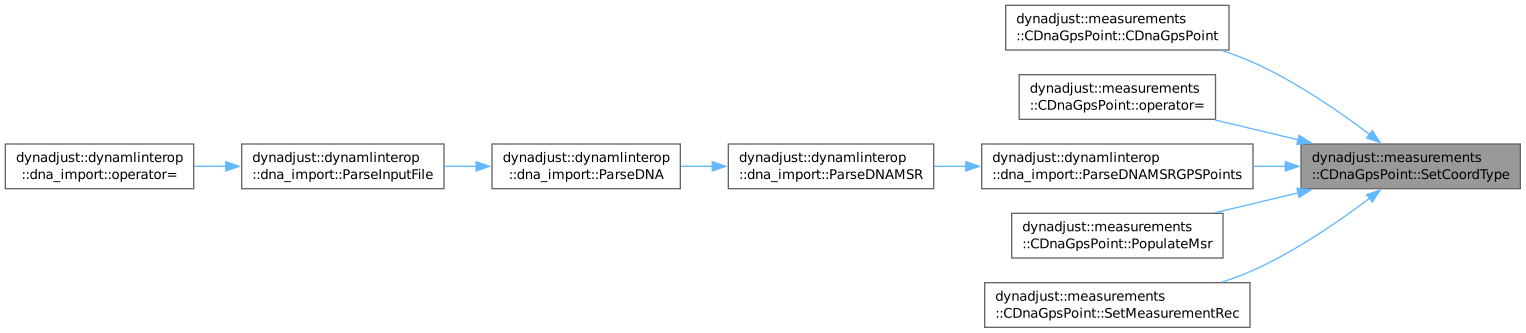 dynadjust::measurements
::CDnaGpsPoint::CDnaGpsPoint
dynadjust::measurements
::CDnaGpsPoint::operator=
dynadjust::dynamlinterop
::dna_import::operator=
dynadjust::dynamlinterop
::dna_import::ParseInputFile
dynadjust::dynamlinterop
::dna_import::ParseDNA
dynadjust::dynamlinterop
::dna_import::ParseDNAMSR
dynadjust::dynamlinterop
::dna_import::ParseDNAMSRGPSPoints
dynadjust::measurements
::CDnaGpsPoint::SetCoordType
dynadjust::measurements
::CDnaGpsPoint::PopulateMsr
dynadjust::measurements
::CDnaGpsPoint::SetMeasurementRec